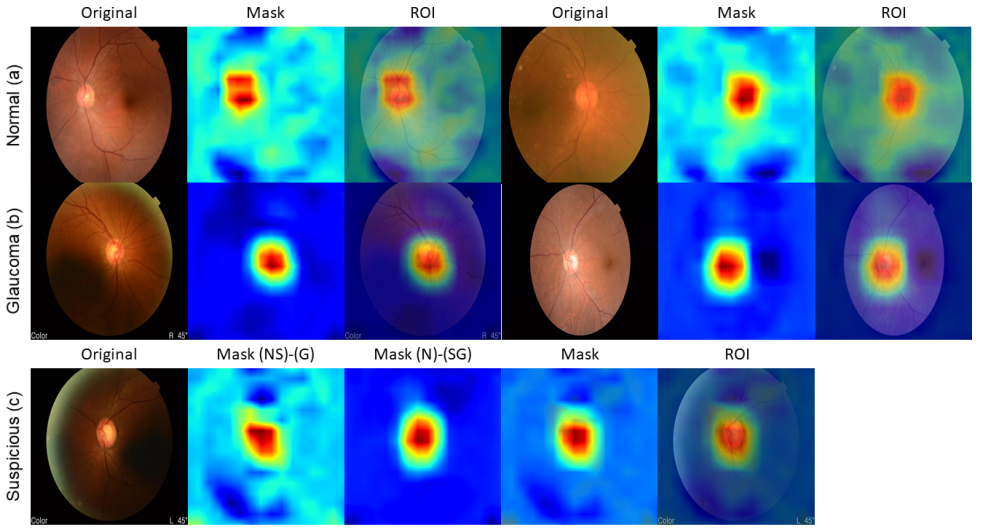 Original Mask ROI Original Mask ROI
Normal (a)
Glaucoma (b)
Color R 45°
Color R 45°
Original Mask (NS)-(G) Mask (N)-(SG) Mask ROI
Suspicious (c)
Color L 45°
Color L 45°